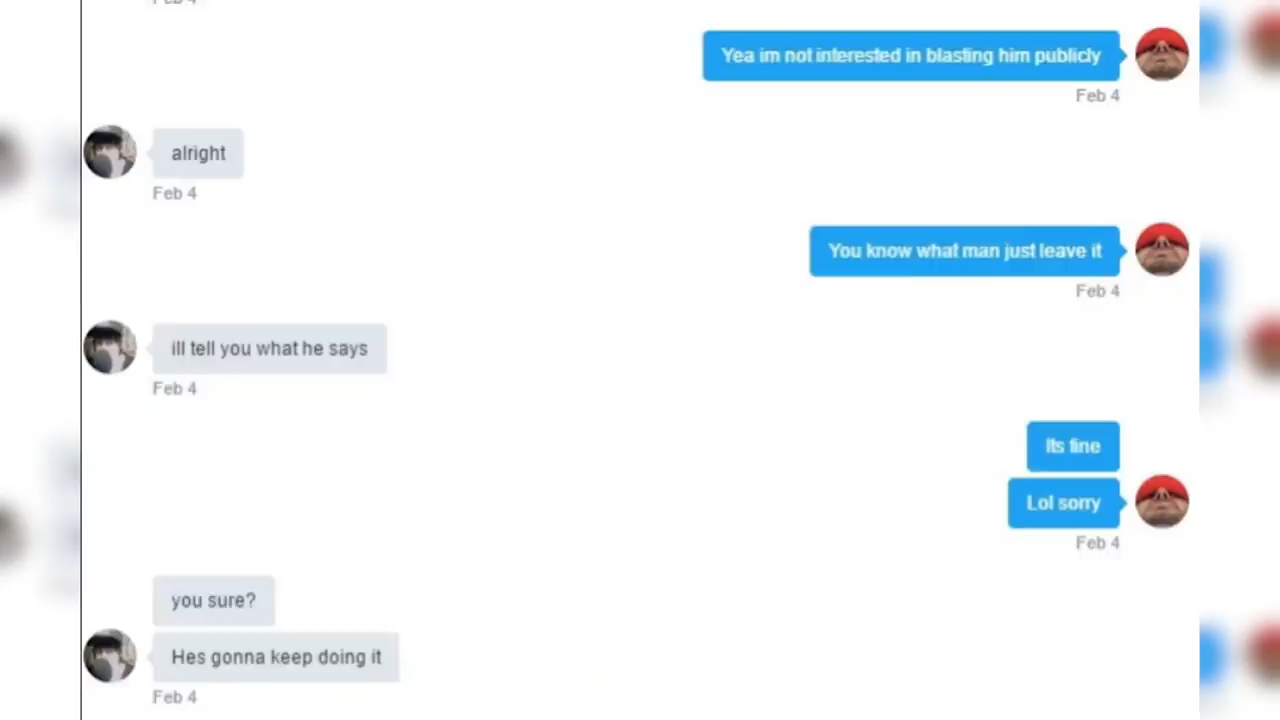 Feb 4
Yea im not interested in blasting him publicly
Feb 4
alright
Feb 4
You know what man just leave it
Feb 4
ill tell you what he says
Feb 4
Its fine
Lol sorry
Feb 4
you sure?
Hes gonna keep doing it
Feb 4